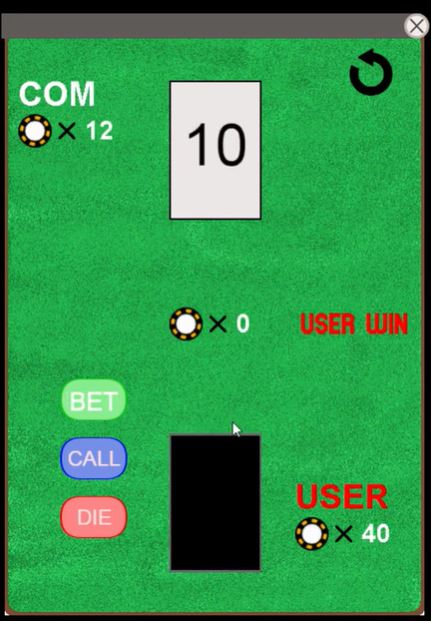 COM
× 12
10
× 0
USER WIN
BET
CALL
DIE
USER
× 40